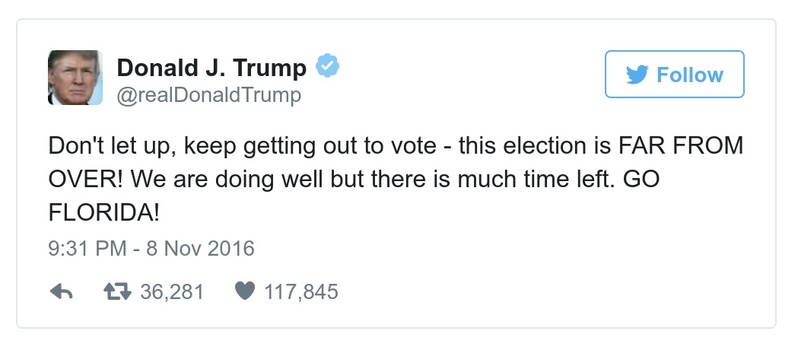 Donald J. Trump
@realDonaldTrump
Follow
Don't let up, keep getting out to vote - this election is FAR FROM
OVER! We are doing well but there is much time left. GO
FLORIDA!
9:31 PM - 8 Nov 2016
36,281 117,845